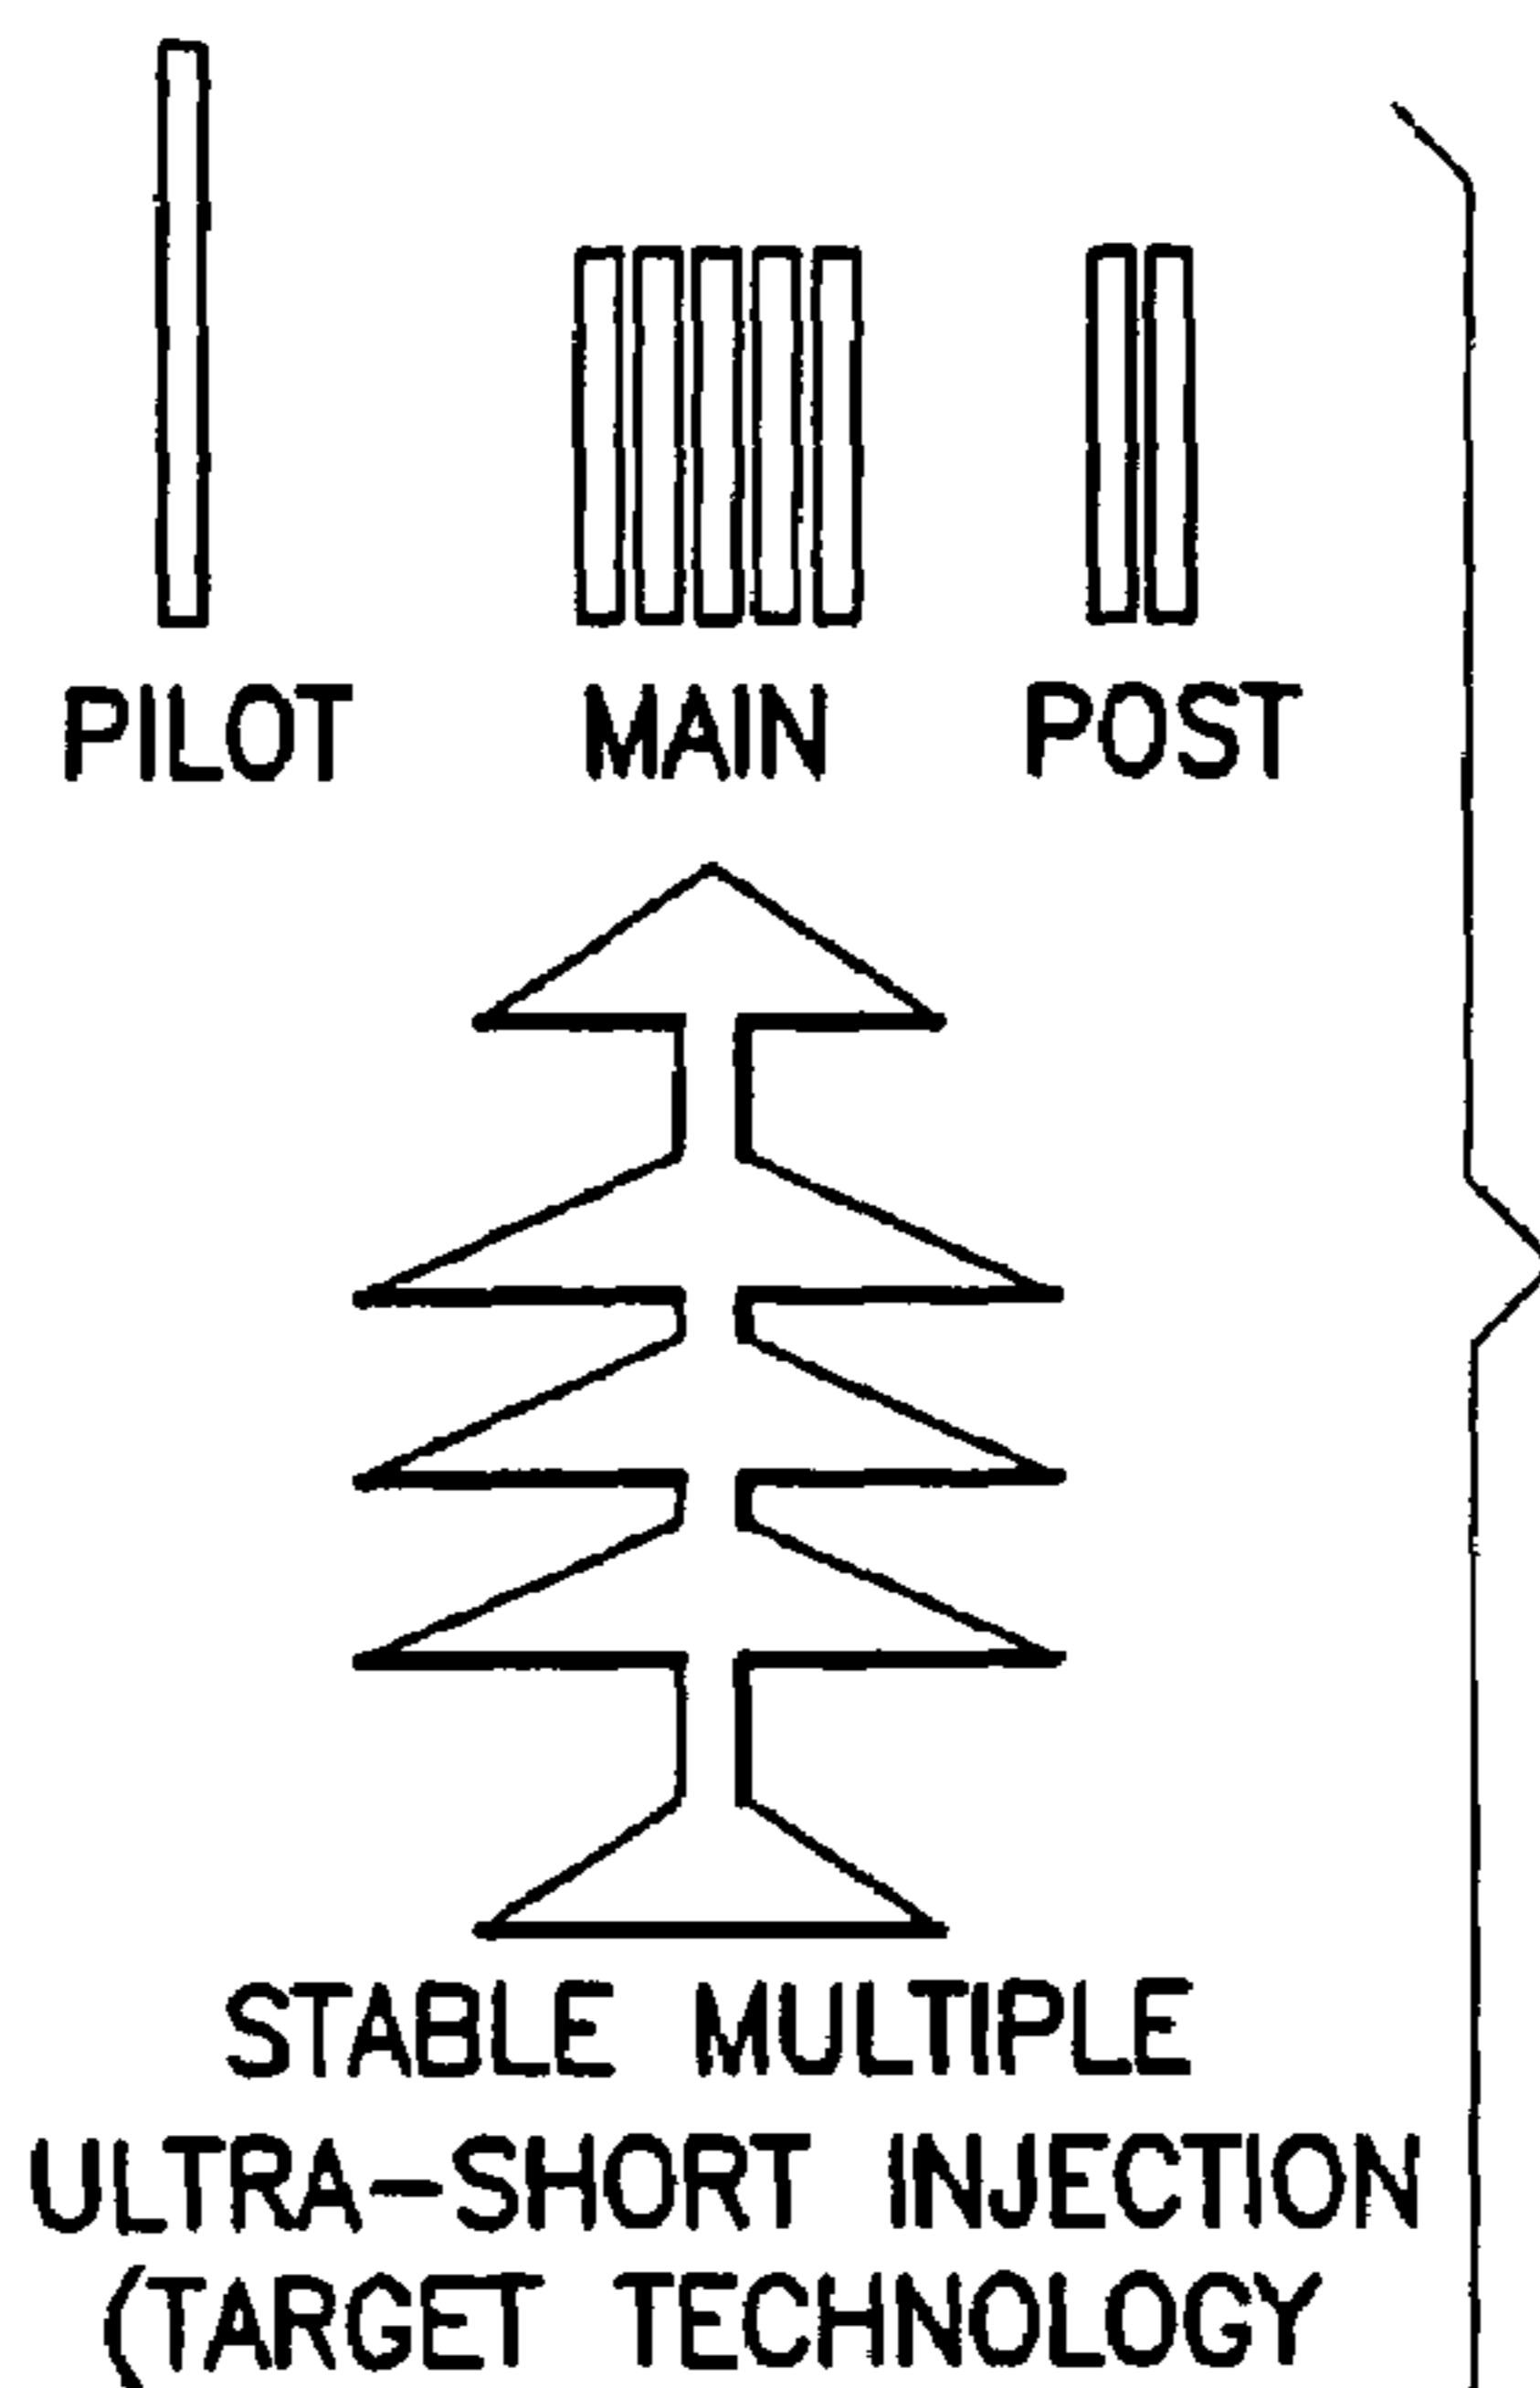 PILOT MAIN POST
STABLE MULTIPLE
ULTRA-SHORT INJECTION
(TARGET TECHNOLOGY